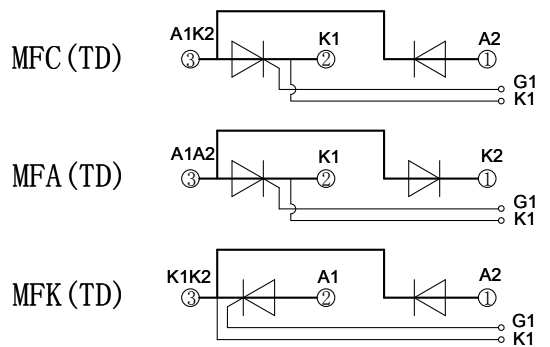 A1K2 K1 A2
MFC(TD) ③ ② ①
G1
K1
A1A2 K1 K2
MFA(TD) ③ ② ①
G1
K1
K1K2 A1 A2
MFK(TD) ③ ② ①
G1
K1